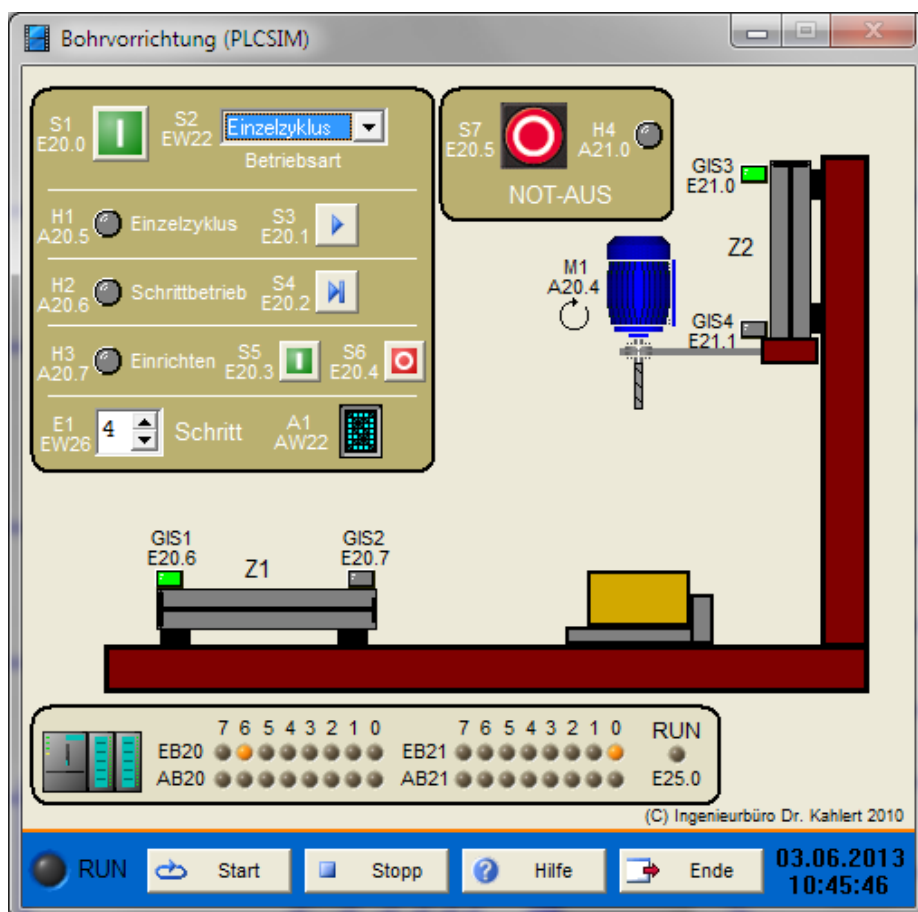 Bohrvorrichtung (PLCSIM)
S1
E20.0
S2
EW22
Einzelzyklus
Betriebsart
H1
A20.5
Einzelzyklus
S3
E20.1
H2
A20.6
Schrittbetrieb
S4
E20.2
H3
A20.7
Einrichten
S5
E20.3
S6
E20.4
E1
EW26
4
Schritt
A1
AW22
S7
E20.5
H4
A21.0
NOT-AUS
GIS3
E21.0
Z2
M1
A20.4
GIS4
E21.1
GIS1
E20.6
Z1
GIS2
E20.7
7 6 5 4 3 2 1 0
7 6 5 4 3 2 1 0
RUN
EB20
EB21
AB20
AB21
E25.0
(C) Ingenieurbüro Dr. Kahlert 2010
RUN
Start
Stopp
Hilfe
Ende
03.06.2013
10:45:46